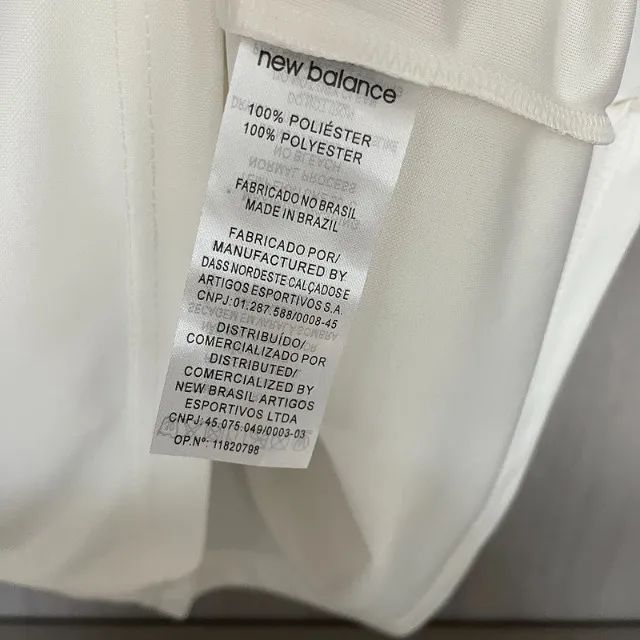 new balance
100% POLIÉSTER
100% POLYESTER
FABRICADO NO BRASIL
MADE IN BRAZIL
FABRICADO POR/
MANUFACTURED BY
DASS NORDESTE CALÇADOS E
ARTIGOS ESPORTIVOS S.A.
CNPJ: 01.287.588/0008-45
DISTRIBUÍDO/
COMERCIALIZADO POR
DISTRIBUTED/
COMERCIALIZED BY
NEW BRASIL ARTIGOS
ESPORTIVOS LTDA
CNPJ: 45.075.049/0003-03
OP. Nº: 11820798